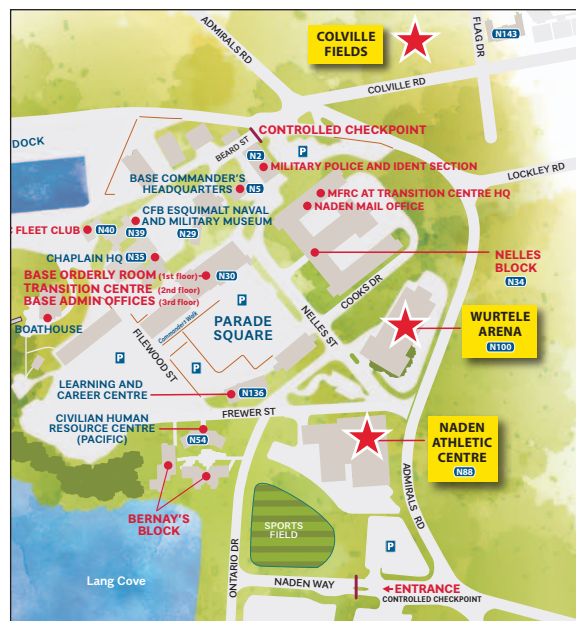 ADMIRALS RD
COLVILLE
FIELDS
FLAG DR
N143
COLVILLE RD
DOCK
BEARD ST
CONTROLLED CHECKPOINT
P
N2
MILITARY POLICE AND IDENT SECTION
LOCKLEY RD
BASE COMMANDER'S
HEADQUARTERS
N5
MFRC AT TRANSITION CENTRE HQ
NADEN MAIL OFFICE
CFB ESQUIMALT NAVAL
AND MILITARY MUSEUM
N39
N29
C FLEET CLUB
N40
CHAPLAIN HQ
N35
NELLES
BLOCK
N34
BASE ORDERLY ROOM (1st floor)
TRANSITION CENTRE (2nd floor)
BASE ADMIN OFFICES (3rd floor)
N30
COOKS DR
P
BOATHOUSE
Commanders Walk
PARADE
SQUARE
NELLES ST
WURTELE
ARENA
N100
FILEWOOD ST
P
P
LEARNING AND
CAREER CENTRE
N136
FREWER ST
CIVILIAN HUMAN
RESOURCE CENTRE
(PACIFIC)
N54
NADEN
ATHLETIC
CENTRE
N88
ADMIRALS RD
BERNAY'S
BLOCK
SPORTS
FIELD
P
ONTARIO DR
Lang Cove
NADEN WAY
ENTRANCE
CONTROLLED CHECKPOINT